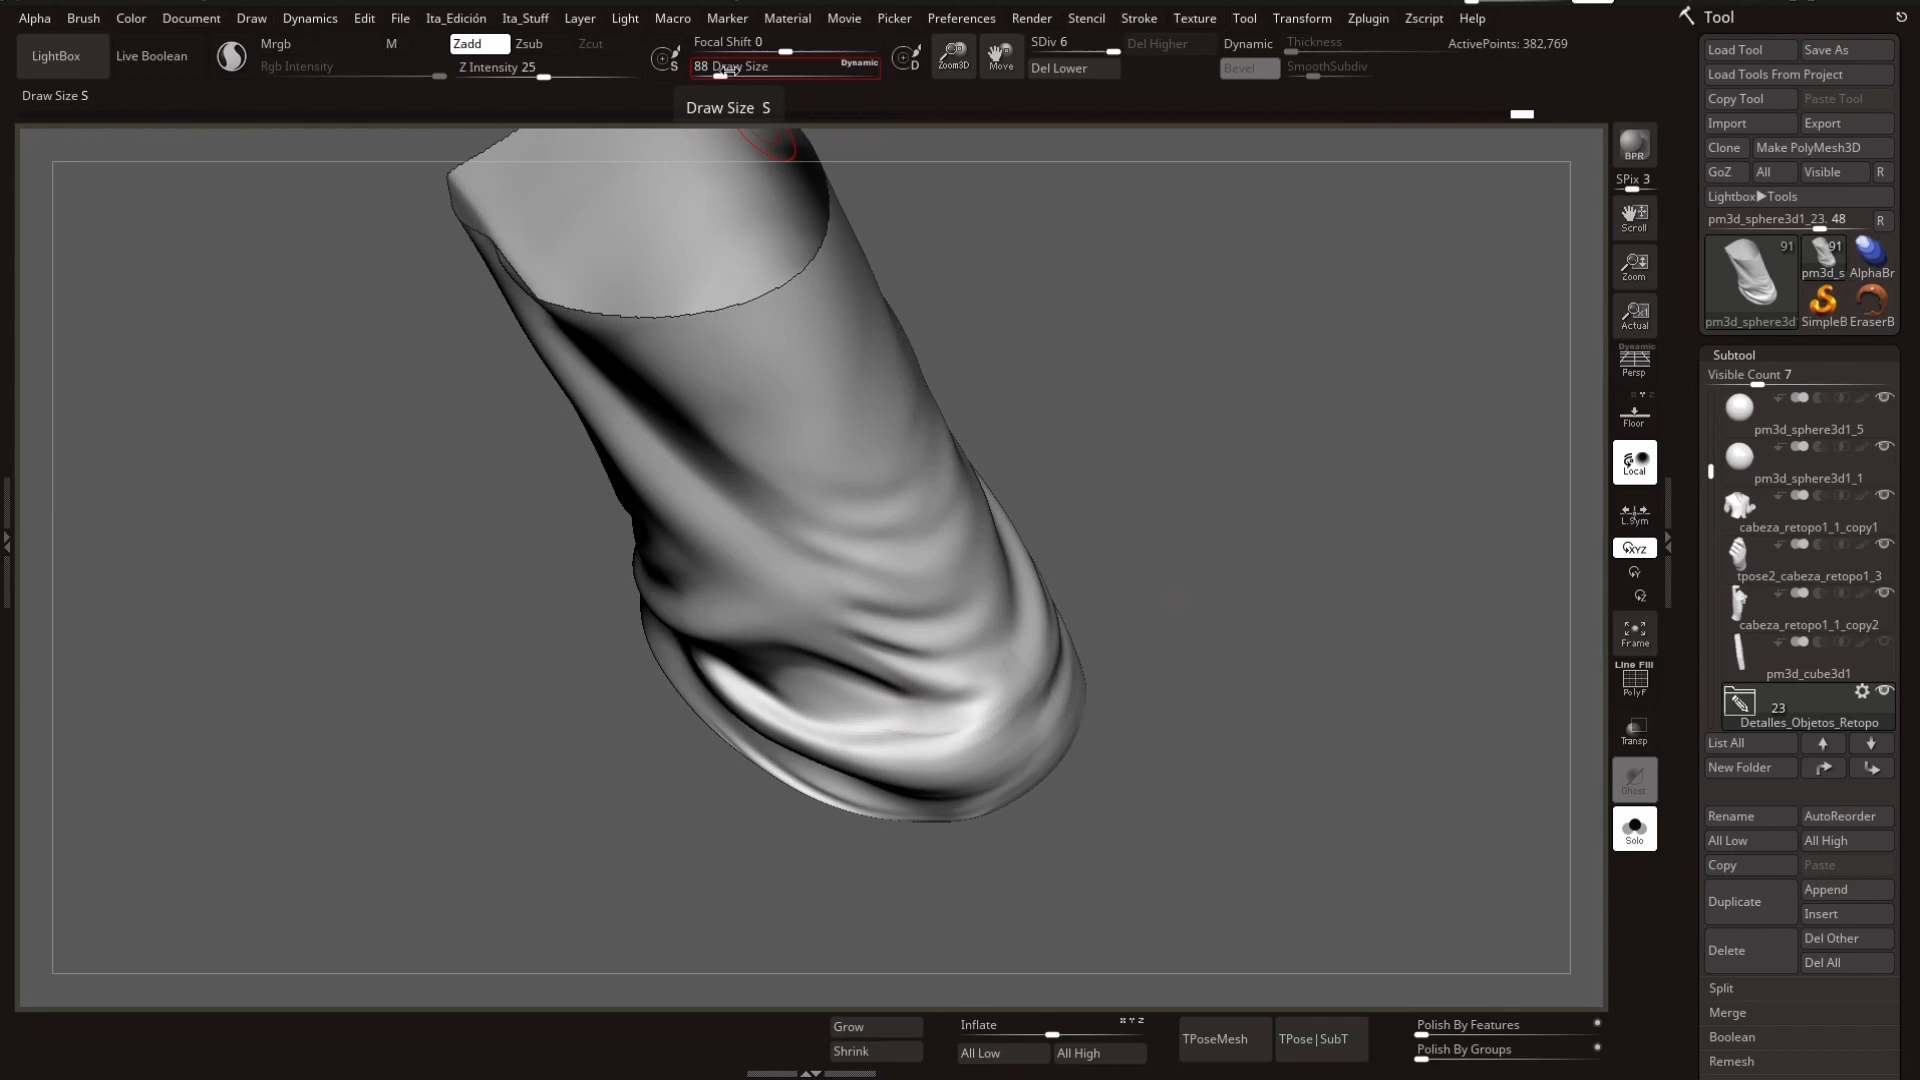 Alpha Brush Color Document Draw Dynamics Edit File Ita_Edición Ita_Stuff Layer Light Macro Marker Material Movie Picker Preferences Render Stencil Stroke Texture Tool Transform Zplugin Zscript Help
LightBox
Live Boolean
Mrgb M
Rgb Intensity
Zadd Zsub Zcut
Z Intensity 25
S
Focal Shift 0
88 Draw Size Dynamic
D
Zoom3D
Move
SDiv 6 Del Higher
Del Lower
Dynamic Thickness
Bevel SmoothSubdiv
ActivePoints: 382,769
Draw Size S
Draw Size S
BPR
SPix 3
Scroll
Zoom
Actual
Dynamic
Persp
Floor
Local
L.Sym
XYZ
Y
Z
Frame
Line Fill
PolyF
Transp
Ghost
Solo
Tool
Load Tool Save As
Load Tools From Project
Copy Tool Paste Tool
Import Export
Clone Make PolyMesh3D
GoZ All Visible R
Lightbox▶Tools
pm3d_sphere3d1_23. 48 R
91 91
pm3d_s AlphaBr
pm3d_sphere3d SimpleB EraserB
Subtool
Visible Count 7
pm3d_sphere3d1_5
pm3d_sphere3d1_1
cabeza_retopo1_1_copy1
tpose2_cabeza_retopo1_3
cabeza_retopo1_1_copy2
pm3d_cube3d1
23
Detalles_Objetos_Retopo
List All
New Folder
Rename AutoReorder
All Low All High
Copy Paste
Duplicate Append
Insert
Delete Del Other
Del All
Split
Merge
Boolean
Remesh
Grow
Shrink
Inflate X Y Z
All Low All High
TPoseMesh TPose|SubT
Polish By Features
Polish By Groups